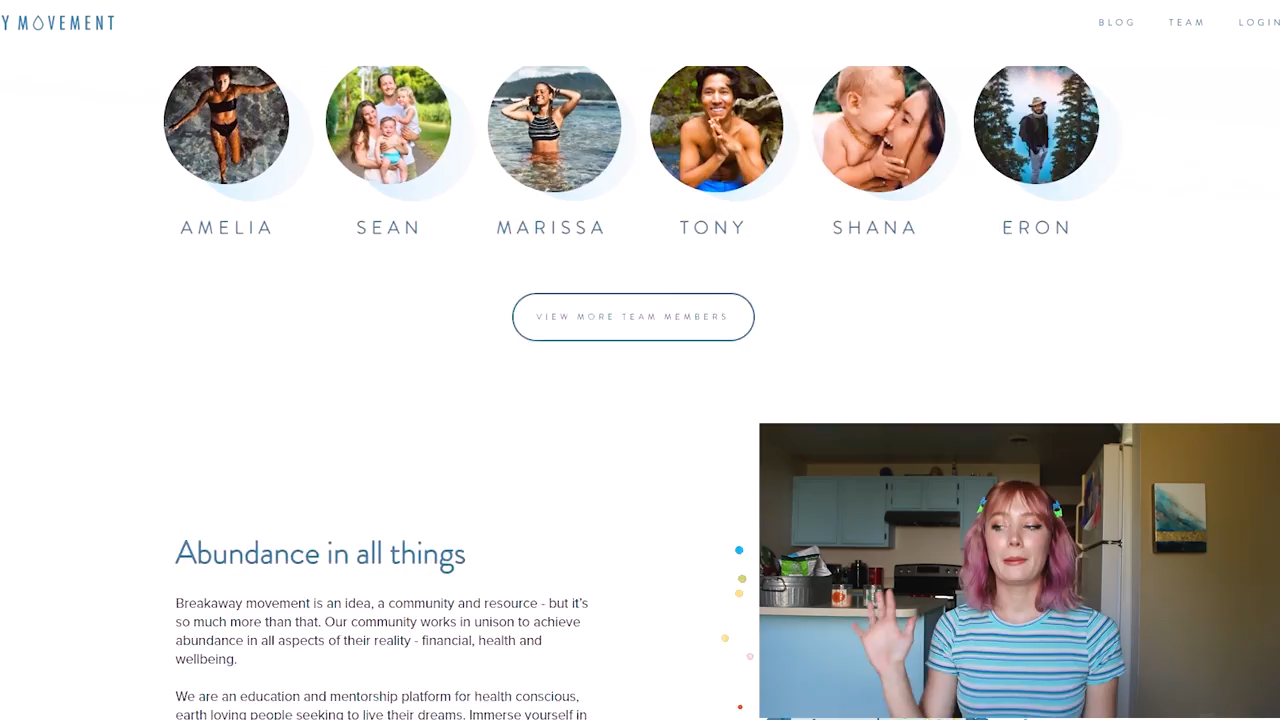 Y MOVEMENT
BLOG TEAM LOGIN
AMELIA SEAN MARISSA TONY SHANA ERON
VIEW MORE TEAM MEMBERS
Abundance in all things
Breakaway movement is an idea, a community and resource - but it's
so much more than that. Our community works in unison to achieve
abundance in all aspects of their reality - financial, health and
wellbeing.
We are an education and mentorship platform for health conscious,
earth loving people seeking to live their dreams. Immerse yourself in